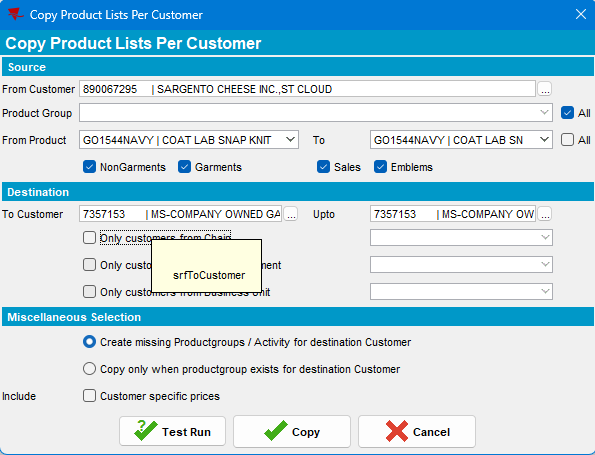 Copy Product Lists Per Customer
Copy Product Lists Per Customer
Source
From Customer 890067295 | SARGENTO CHEESE INC.,ST CLOUD ...
Product Group All
From Product GO1544NAVY | COAT LAB SNAP KNIT To GO1544NAVY | COAT LAB SN All
NonGarments Garments Sales Emblems
Destination
To Customer 7357153 | MS-COMPANY OWNED GA ... Upto 7357153 | MS-COMPANY OW ...
Only customers from Chain
Only ment
srfToCustomer
Only customers from Business Unit
Miscellaneous Selection
Create missing Productgroups / Activity for destination Customer
Copy only when productgroup exists for destination Customer
Include Customer specific prices
Test Run Copy Cancel